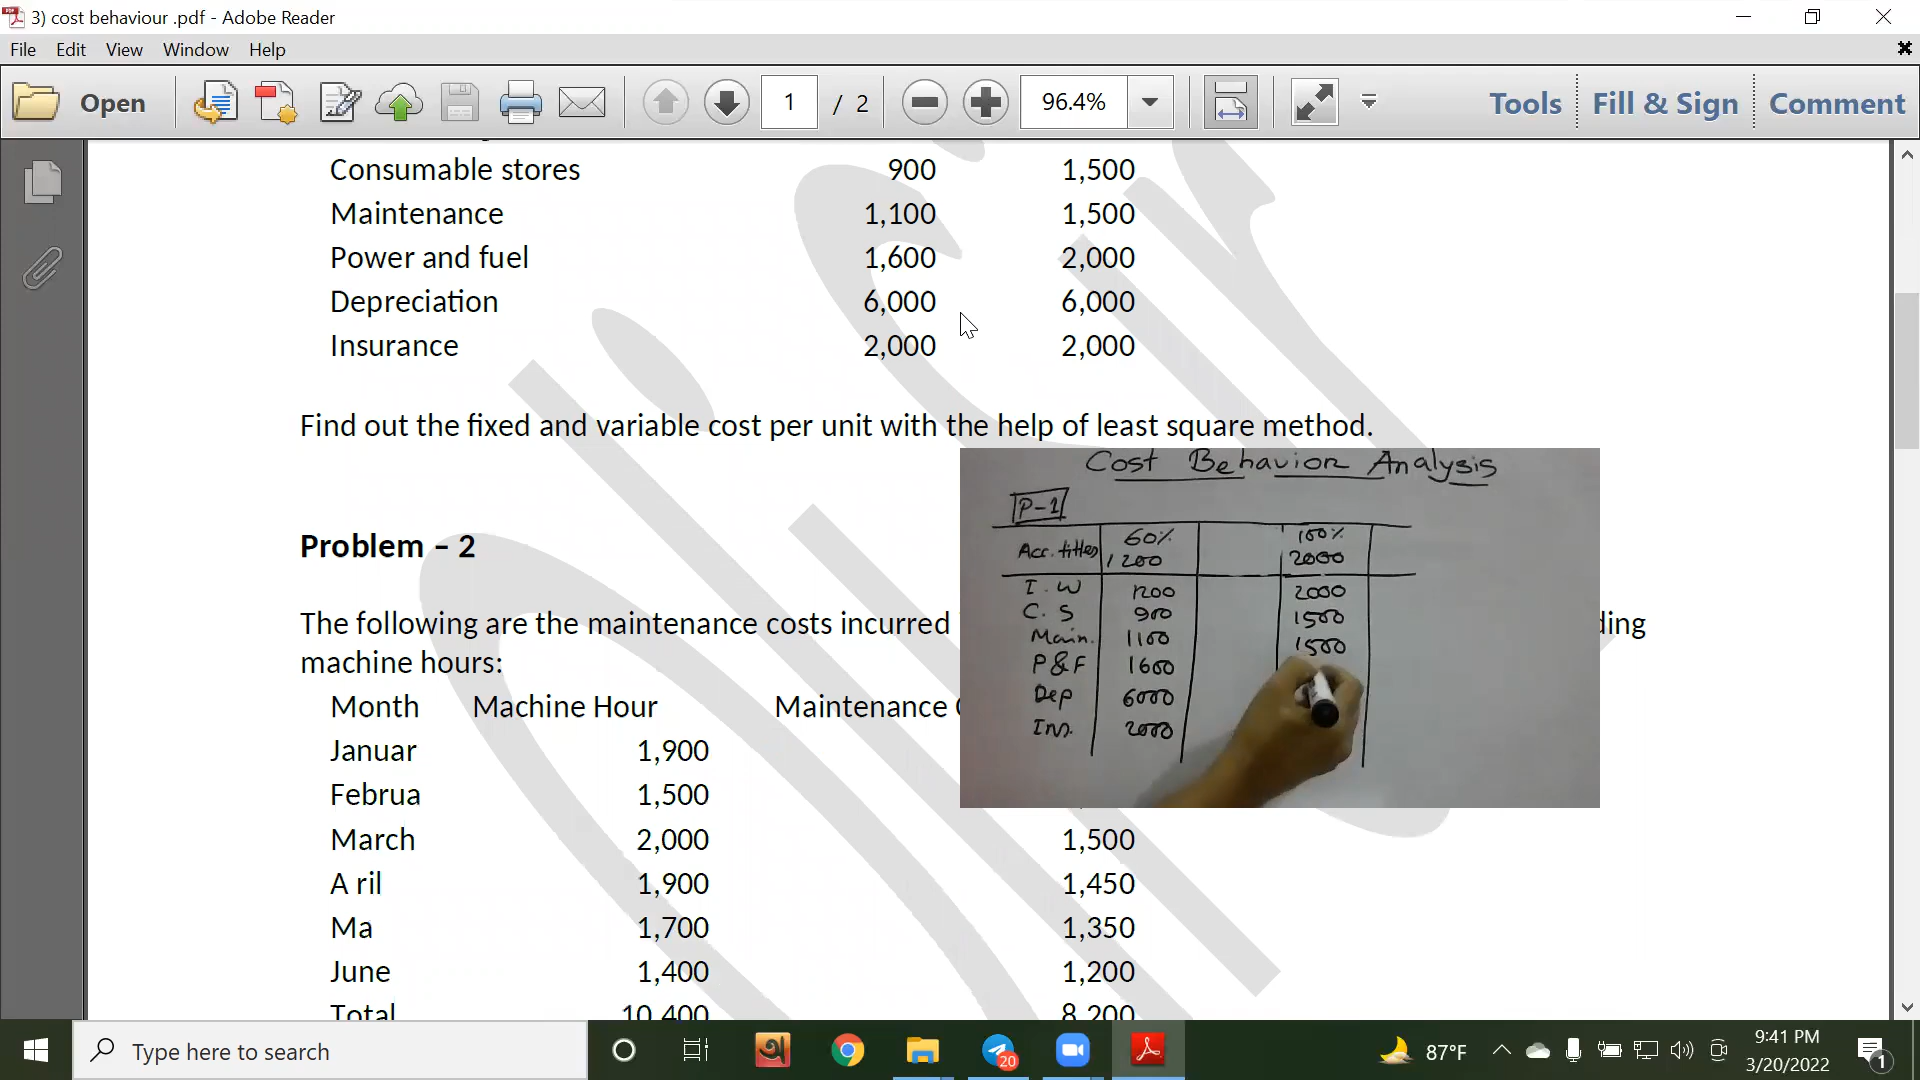 3) cost behaviour .pdf - Adobe Reader
File Edit View Window Help
Open 1 / 2 96.4% Tools Fill & Sign Comment
Consumable stores 900 1,500
Maintenance 1,100 1,500
Power and fuel 1,600 2,000
Depreciation 6,000 6,000
Insurance 2,000 2,000
Find out the fixed and variable cost per unit with the help of least square method.
Problem – 2
The following are the maintenance costs incurred ding
machine hours:
Month Machine Hour Maintenance
Januar 1,900
Februa 1,500
March 2,000 1,500
A ril 1,900 1,450
Ma 1,700 1,350
June 1,400 1,200
Total 10,400 8,200
Cost Behavior Analysis
P-1
60% 100%
Acc. titles 1200 2000
I. W 1200 2000
C. S 900 1500
Main. 1100 1500
P & F 1600
Dep 6000
Ins. 2000
Type here to search
20
87°F
9:41 PM
3/20/2022
1